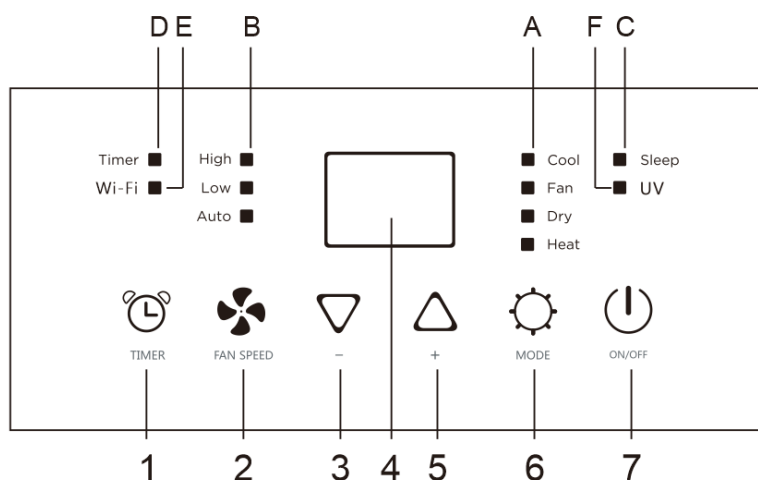 D E B A F C
Timer High Cool Sleep
Wi-Fi Low Fan UV
Auto Dry
Heat
TIMER FAN SPEED - + MODE ON/OFF
1 2 3 4 5 6 7